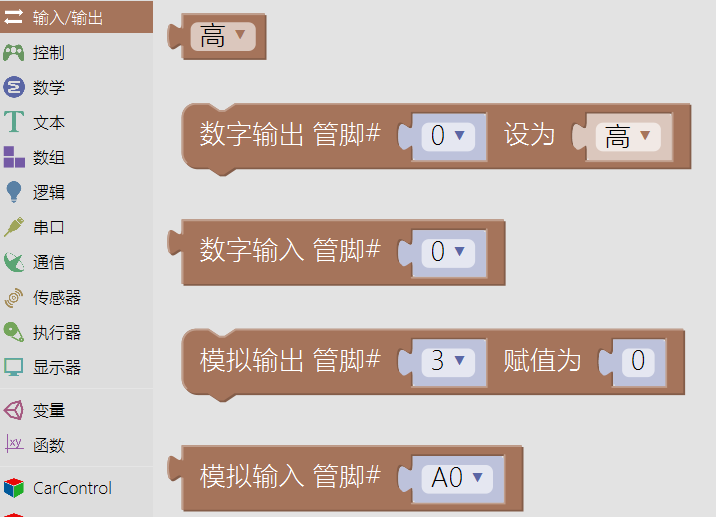 输入/输出
控制
数学
文本
数组
逻辑
串口
通信
传感器
执行器
显示器
变量
xy 函数
CarControl
高
数字输出 管脚# 0 设为 高
数字输入 管脚# 0
模拟输出 管脚# 3 赋值为 0
模拟输入 管脚# A0